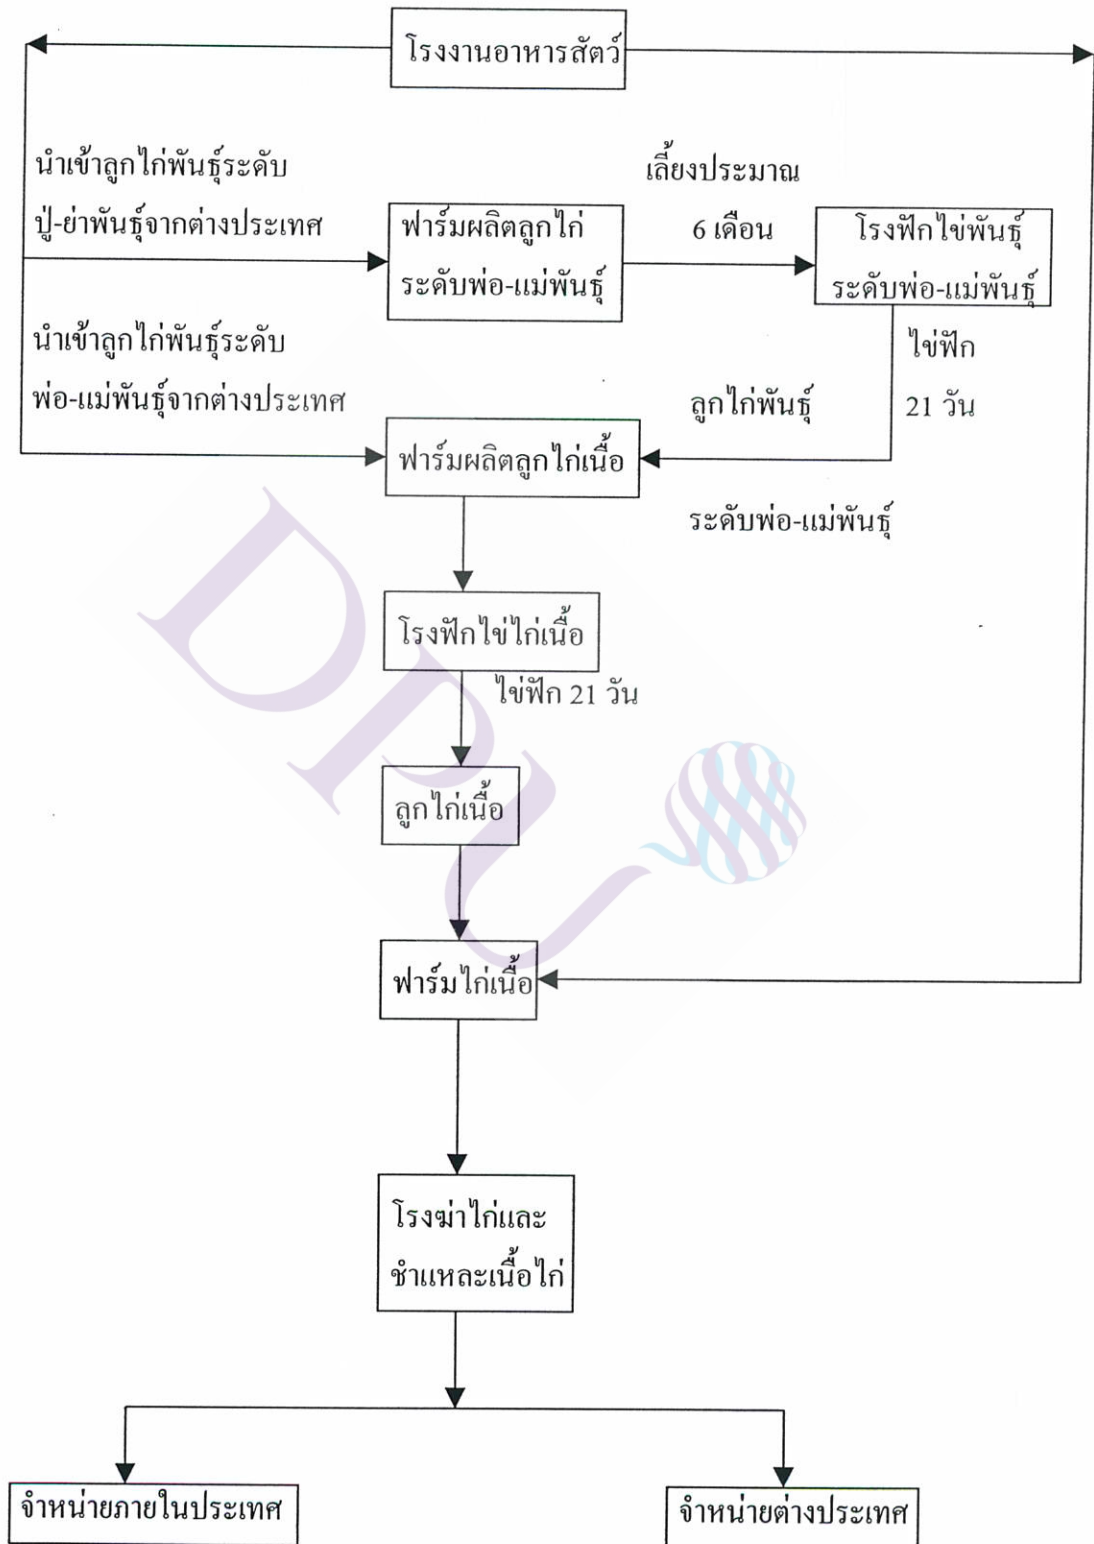 โรงงานอาหารสัตว์
นำเข้าลูกไก่พันธุ์ระดับ
ปู่-ย่าพันธุ์จากต่างประเทศ
ฟาร์มผลิตลูกไก่
ระดับพ่อ-แม่พันธุ์
เลี้ยงประมาณ
6 เดือน
โรงฟักไข่พันธุ์
ระดับพ่อ-แม่พันธุ์
นำเข้าลูกไก่พันธุ์ระดับ
พ่อ-แม่พันธุ์จากต่างประเทศ
ไข่ฟัก
21 วัน
ลูกไก่พันธุ์
ระดับพ่อ-แม่พันธุ์
ฟาร์มผลิตลูกไก่เนื้อ
โรงฟักไข่ไก่เนื้อ
ไข่ฟัก 21 วัน
ลูกไก่เนื้อ
ฟาร์มไก่เนื้อ
โรงฆ่าไก่และ
ชำแหละเนื้อไก่
จำหน่ายภายในประเทศ
จำหน่ายต่างประเทศ
DPU